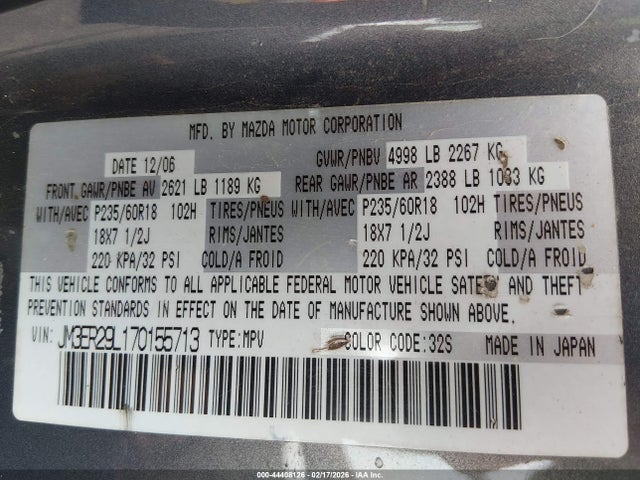 MFD. BY MAZDA MOTOR CORPORATION
DATE 12/06 GVWR/PNBV 4998 LB 2267 KG
FRONT GAWR/PNBE AV 2621 LB 1189 KG REAR GAWR/PNBE AR 2388 LB 1083 KG
WITH/AVEC P235/60R18 102H TIRES/PNEUS WITH/AVEC P235/60R18 102H TIRES/PNEUS
18X7 1/2J RIMS/JANTES 18X7 1/2J RIMS/JANTES
220 KPA/32 PSI COLD/A FROID 220 KPA/32 PSI COLD/A FROID
THIS VEHICLE CONFORMS TO ALL APPLICABLE FEDERAL MOTOR VEHICLE SAFETY AND THEFT
PREVENTION STANDARDS IN EFFECT ON THE DATE OF MANUFACTURE SHOWN ABOVE.
VIN: JM3ER29L170155713 TYPE:MPV COLOR CODE:32S MADE IN JAPAN
000-44408126 - 02/17/2026 - IAA